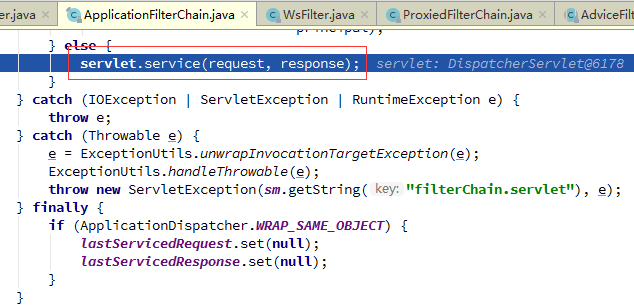 er.java × ApplicationFilterChain.java × WsFilter.java × ProxiedFilterChain.java × AdviceFilt
} else {
servlet.service(request, response); servlet: DispatcherServlet@6178
}
} catch (IOException | ServletException | RuntimeException e) {
throw e;
} catch (Throwable e) {
e = ExceptionUtils.unwrapInvocationTargetException(e);
ExceptionUtils.handleThrowable(e);
throw new ServletException(sm.getString( key: "filterChain.servlet"), e);
} finally {
if (ApplicationDispatcher.WRAP_SAME_OBJECT) {
lastServicedRequest.set(null);
lastServicedResponse.set(null);
}
}